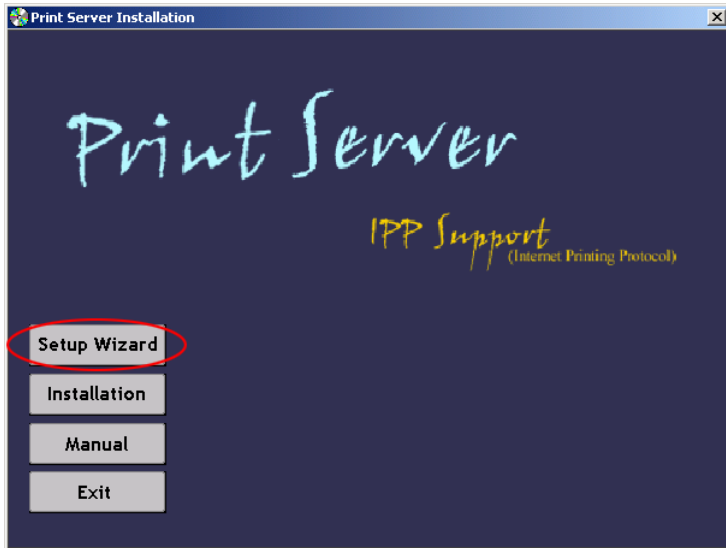 Print Server Installation
Print Server
IPP Support
(Internet Printing Protocol)
Setup Wizard
Installation
Manual
Exit